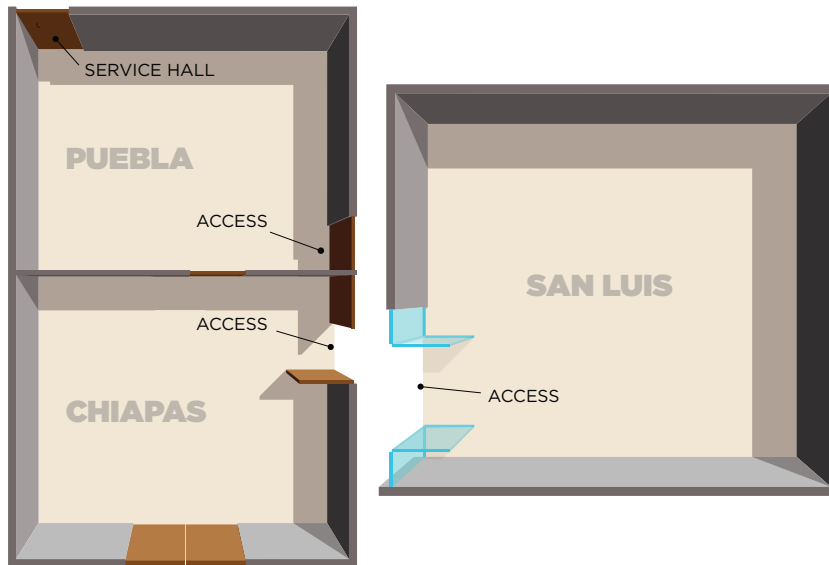 SERVICE HALL
PUEBLA
ACCESS
SAN LUIS
ACCESS
CHIAPAS
ACCESS